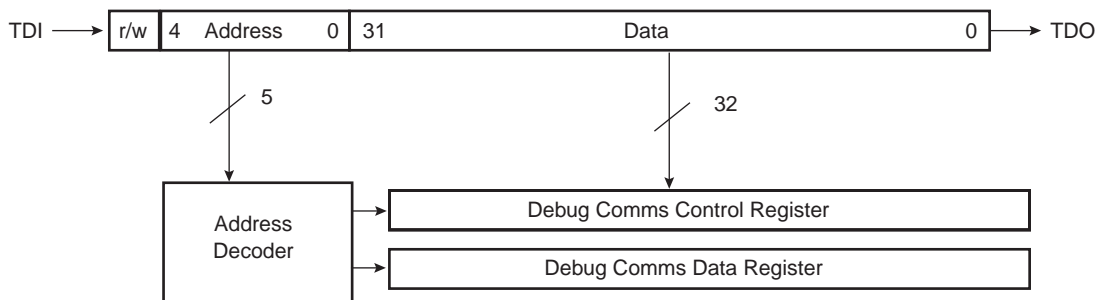 TDI r/w 4 Address 0 31 Data 0 TDO
5
32
Address
Decoder
Debug Comms Control Register
Debug Comms Data Register